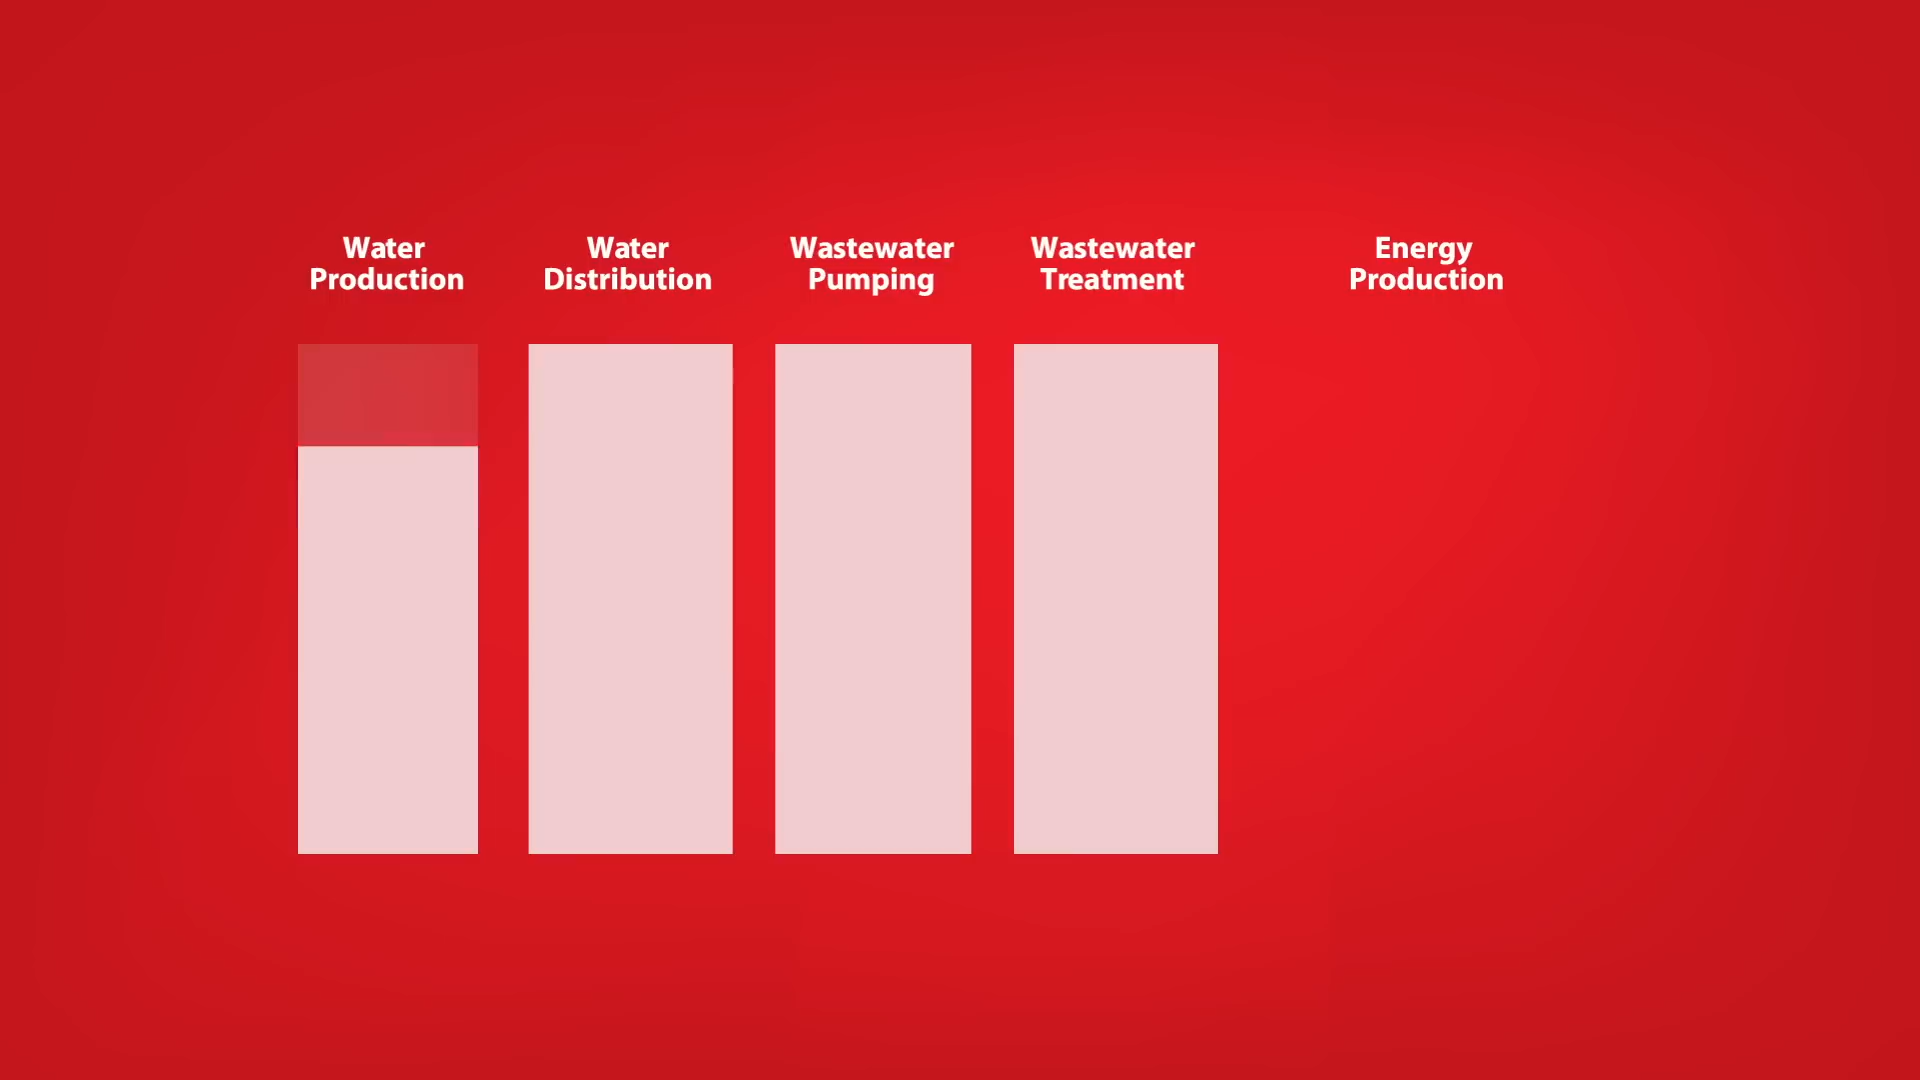 Water
Production
Water
Distribution
Wastewater
Pumping
Wastewater
Treatment
Energy
Production